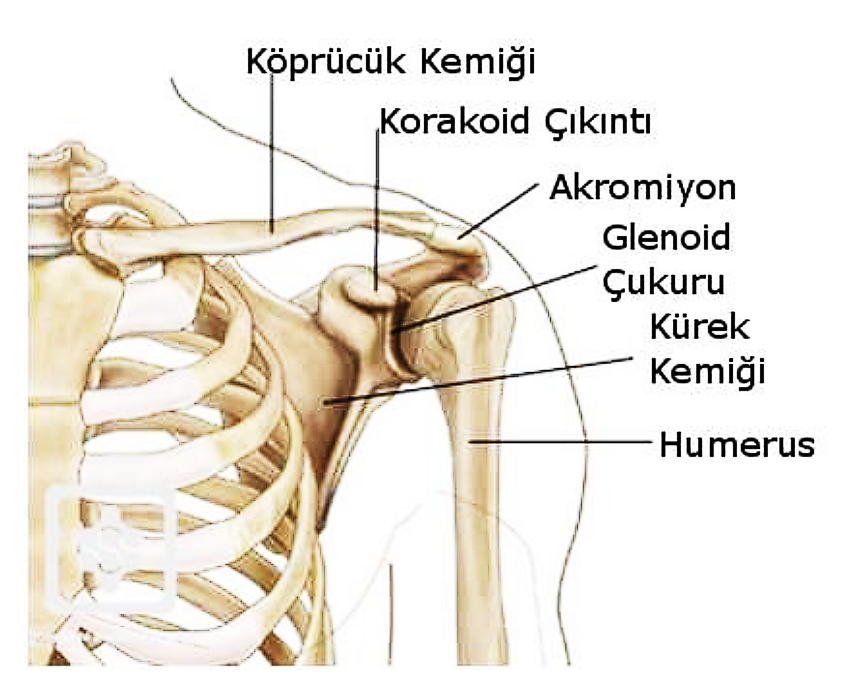 Köprücük Kemiği
Korakoid Çıkıntı
Akromiyon
Glenoid
Çukuru
Kürek
Kemiği
Humerus